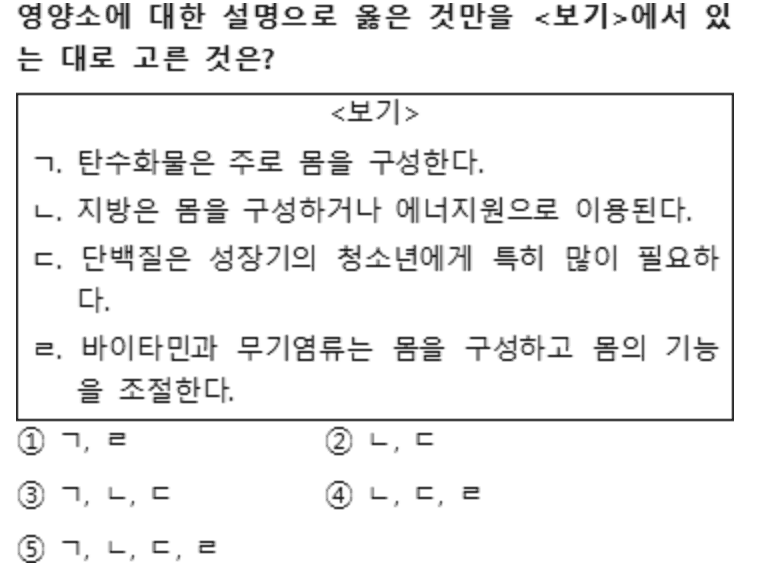 영양소에 대한 설명으로 옳은 것만을 <보기>에서 있
는 대로 고른 것은?
<보기>
ㄱ. 탄수화물은 주로 몸을 구성한다.
ㄴ. 지방은 몸을 구성하거나 에너지원으로 이용된다.
ㄷ. 단백질은 성장기의 청소년에게 특히 많이 필요하
다.
ㄹ. 바이타민과 무기염류는 몸을 구성하고 몸의 기능
을 조절한다.
① ㄱ, ㄹ ② ㄴ, ㄷ
③ ㄱ, ㄴ, ㄷ ④ ㄴ, ㄷ, ㄹ
⑤ ㄱ, ㄴ, ㄷ, ㄹ